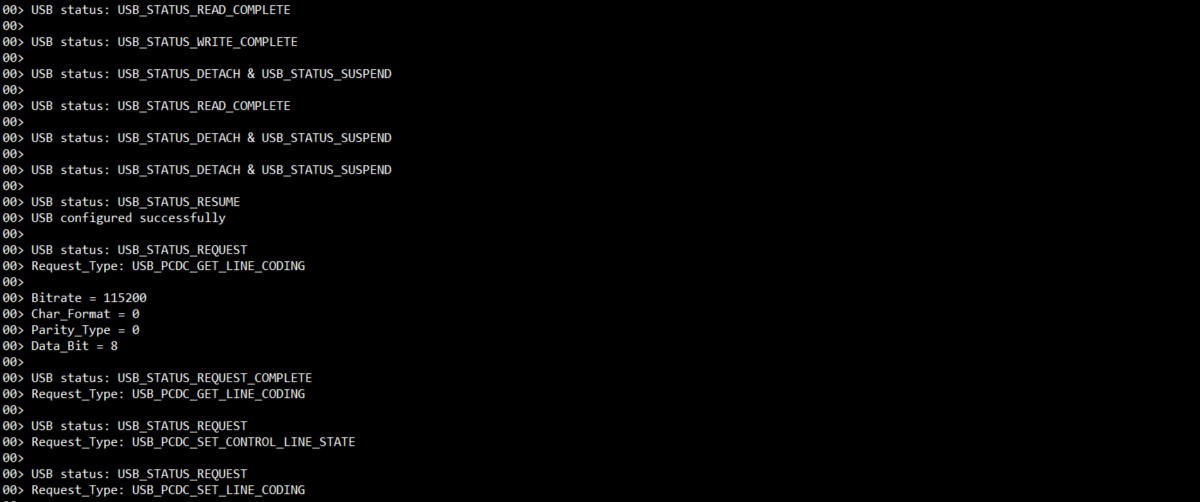 00> USB status: USB_STATUS_READ_COMPLETE
00>
00> USB status: USB_STATUS_WRITE_COMPLETE
00>
00> USB status: USB_STATUS_DETACH & USB_STATUS_SUSPEND
00>
00> USB status: USB_STATUS_READ_COMPLETE
00>
00> USB status: USB_STATUS_DETACH & USB_STATUS_SUSPEND
00>
00> USB status: USB_STATUS_DETACH & USB_STATUS_SUSPEND
00>
00> USB status: USB_STATUS_RESUME
00> USB configured successfully
00>
00> USB status: USB_STATUS_REQUEST
00> Request_Type: USB_PCDC_GET_LINE_CODING
00>
00> Bitrate = 115200
00> Char_Format = 0
00> Parity_Type = 0
00> Data_Bit = 8
00>
00> USB status: USB_STATUS_REQUEST_COMPLETE
00> Request_Type: USB_PCDC_GET_LINE_CODING
00>
00> USB status: USB_STATUS_REQUEST
00> Request_Type: USB_PCDC_SET_CONTROL_LINE_STATE
00>
00> USB status: USB_STATUS_REQUEST
00> Request_Type: USB_PCDC_SET_LINE_CODING